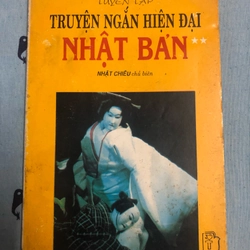 TUYỂN TẬP
TRUYỆN NGẮN HIỆN ĐẠI
NHẬT BẢN **
NHẬT CHIÊU chủ biên